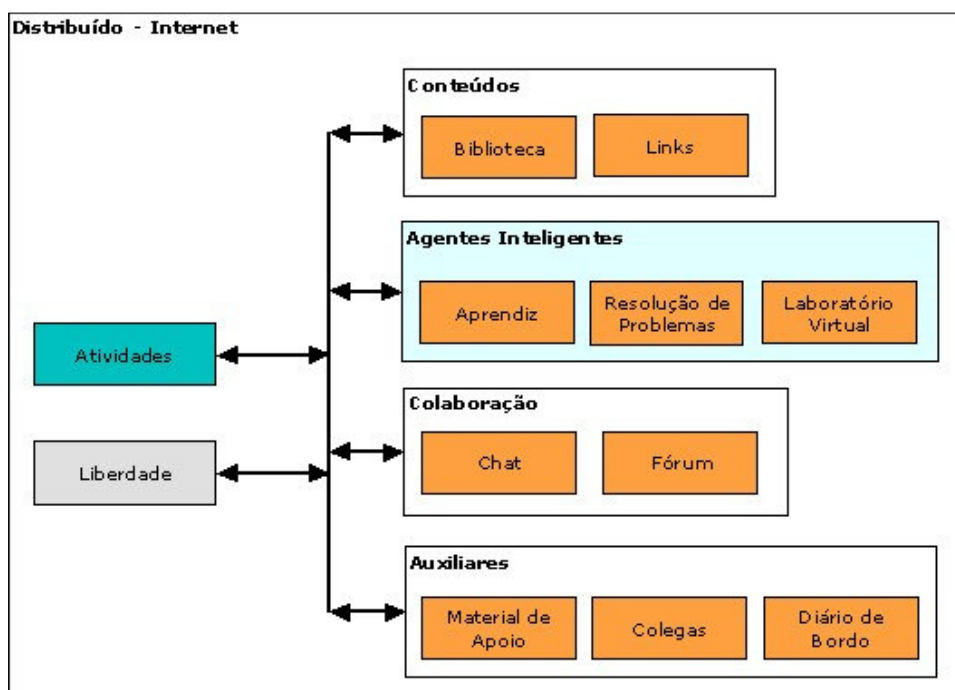 Distribuído - Internet
Conteúdos
Biblioteca
Links
Agentes Inteligentes
Aprendiz
Resolução de
Problemas
Laboratório
Virtual
Atividades
Liberdade
Colaboração
Chat
Fórum
Auxiliares
Material de
Apoio
Colegas
Diário de
Bordo